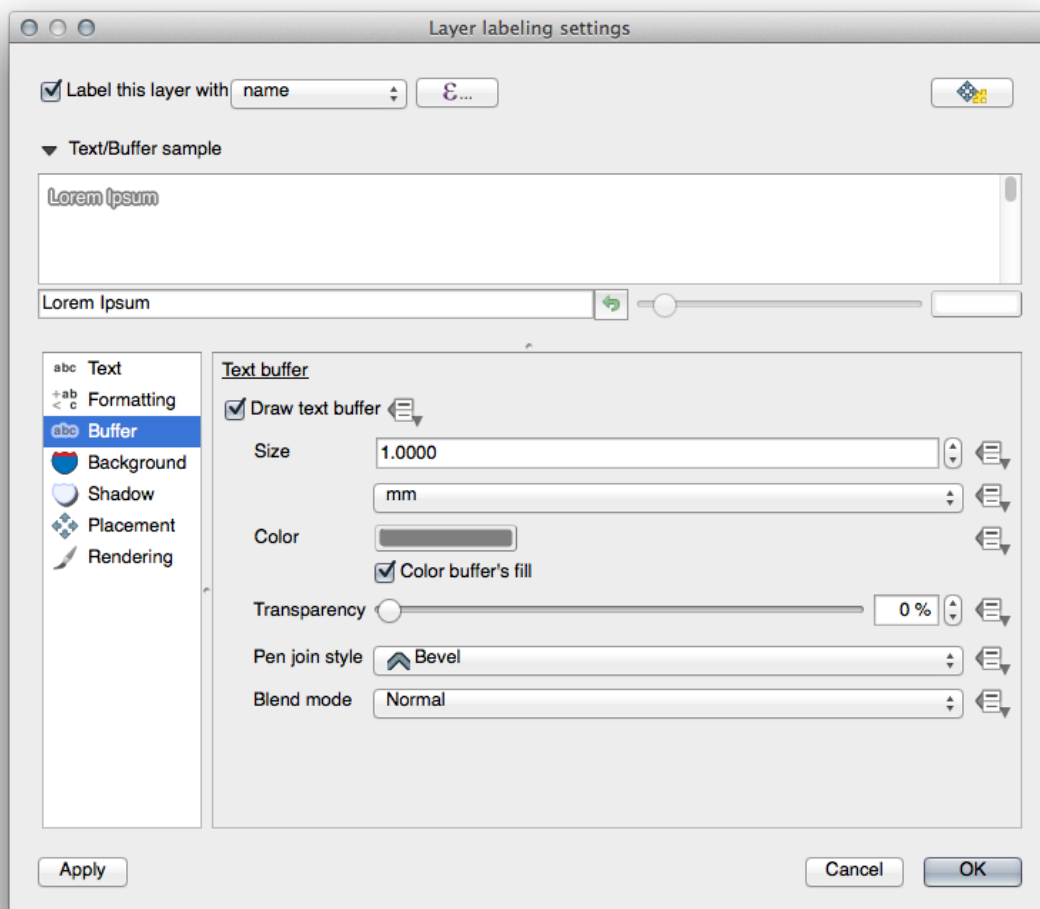 Layer labeling settings
Label this layer with name ε...
Text/Buffer sample
Lorem Ipsum
Lorem Ipsum
abc Text
+ab < c Formatting
abc Buffer
Background
Shadow
Placement
Rendering
Text buffer
Draw text buffer
Size 1.0000
mm
Color
Color buffer's fill
Transparency 0 %
Pen join style Bevel
Blend mode Normal
Apply Cancel OK